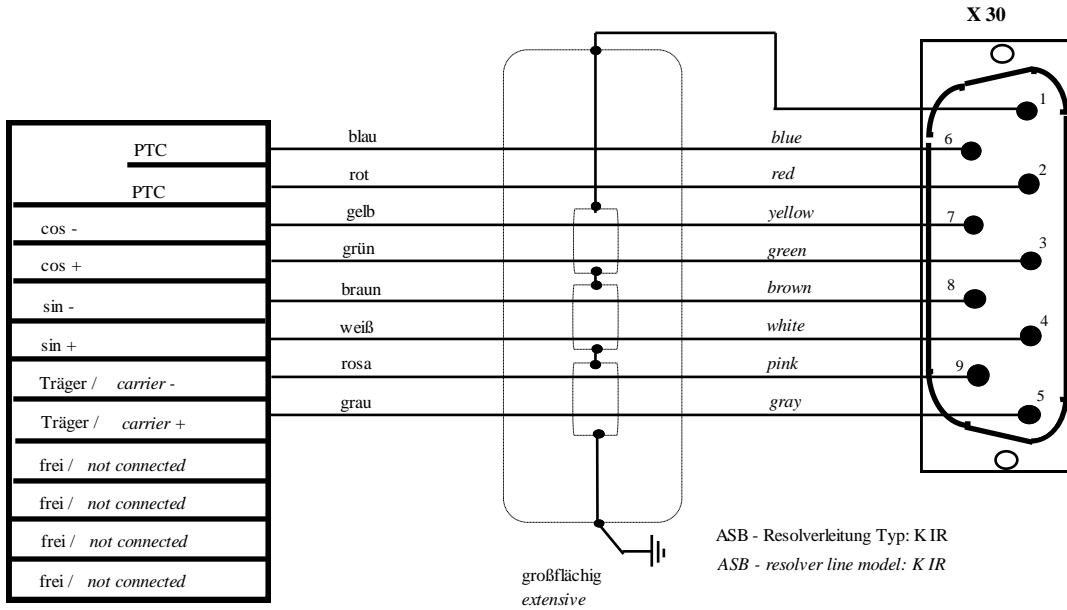 X 30
1
blau blue 6
PTC
rot red 2
PTC
gelb yellow 7
cos -
grün green 3
cos +
braun brown 8
sin -
weiß white 4
sin +
rosa pink 9
Träger / carrier -
grau gray 5
Träger / carrier +
frei / not connected
frei / not connected
frei / not connected
frei / not connected
ASB - Resolverleitung Typ: K IR
ASB - resolver line model: K IR
großflächig
extensive